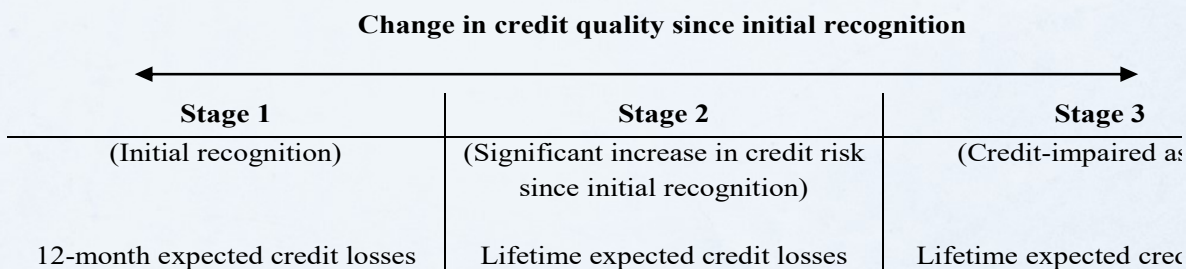 Change in credit quality since initial recognition
Stage 1 Stage 2 Stage 3
(Initial recognition) (Significant increase in credit risk (Credit-impaired
since initial recognition)
12-month expected credit losses Lifetime expected credit losses Lifetime expected